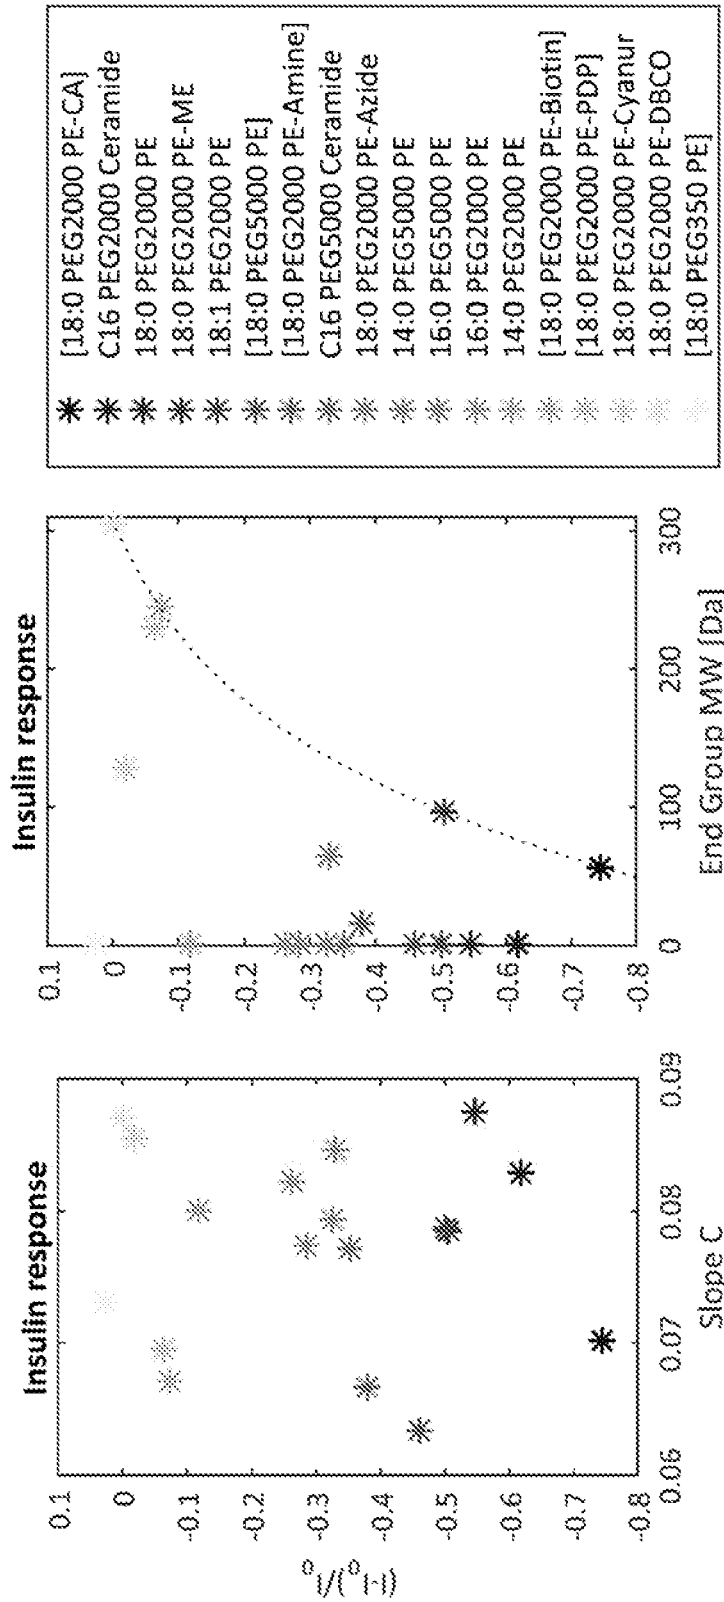 Insulin response
(I-I₀)/I₀
0.1
0
-0.1
-0.2
-0.3
-0.4
-0.5
-0.6
-0.7
-0.8
0.06
0.07
0.08
0.09
Slope C
Insulin response
0.1
0
-0.1
-0.2
-0.3
-0.4
-0.5
-0.6
-0.7
-0.8
0
100
200
300
End Group MW [Da]
[18:0 PEG2000 PE-CA]
C16 PEG2000 Ceramide
18:0 PEG2000 PE
18:0 PEG2000 PE-ME
18:1 PEG2000 PE
[18:0 PEG5000 PE]
[18:0 PEG2000 PE-Amine]
C16 PEG5000 Ceramide
18:0 PEG2000 PE-Azide
14:0 PEG5000 PE
16:0 PEG5000 PE
16:0 PEG2000 PE
14:0 PEG2000 PE
[18:0 PEG2000 PE-Biotin]
[18:0 PEG2000 PE-PDP]
18:0 PEG2000 PE-Cyanur
18:0 PEG2000 PE-DBCO
[18:0 PEG350 PE]